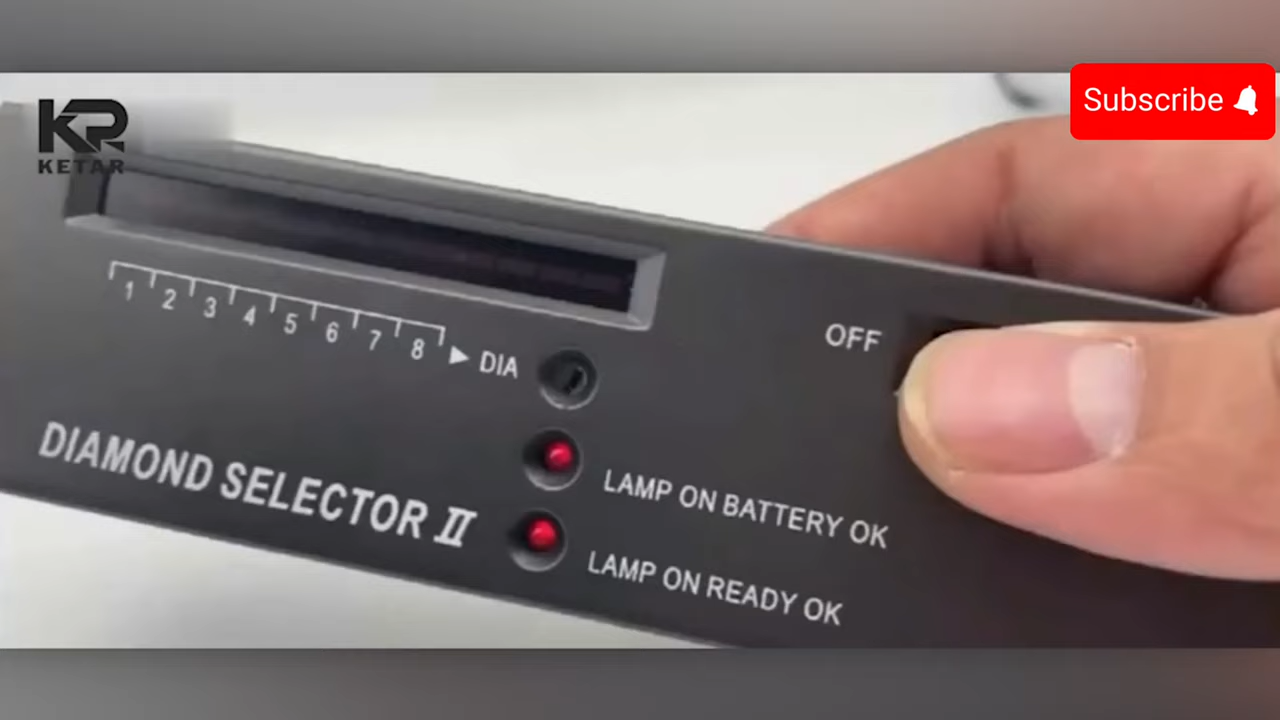 KR
KETAR
Subscribe
1 2 3 4 5 6 7 8 ▶ DIA
OFF
DIAMOND SELECTOR II
LAMP ON BATTERY OK
LAMP ON READY OK